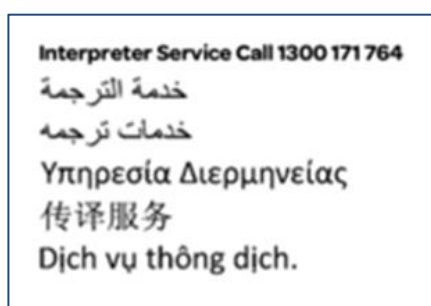 Interpreter Service Call 1300 171 764
خدمة الترجمة
خدمات ترجمه
Υπηρεσία Διερμηνείας
传译服务
Dịch vụ thông dịch.